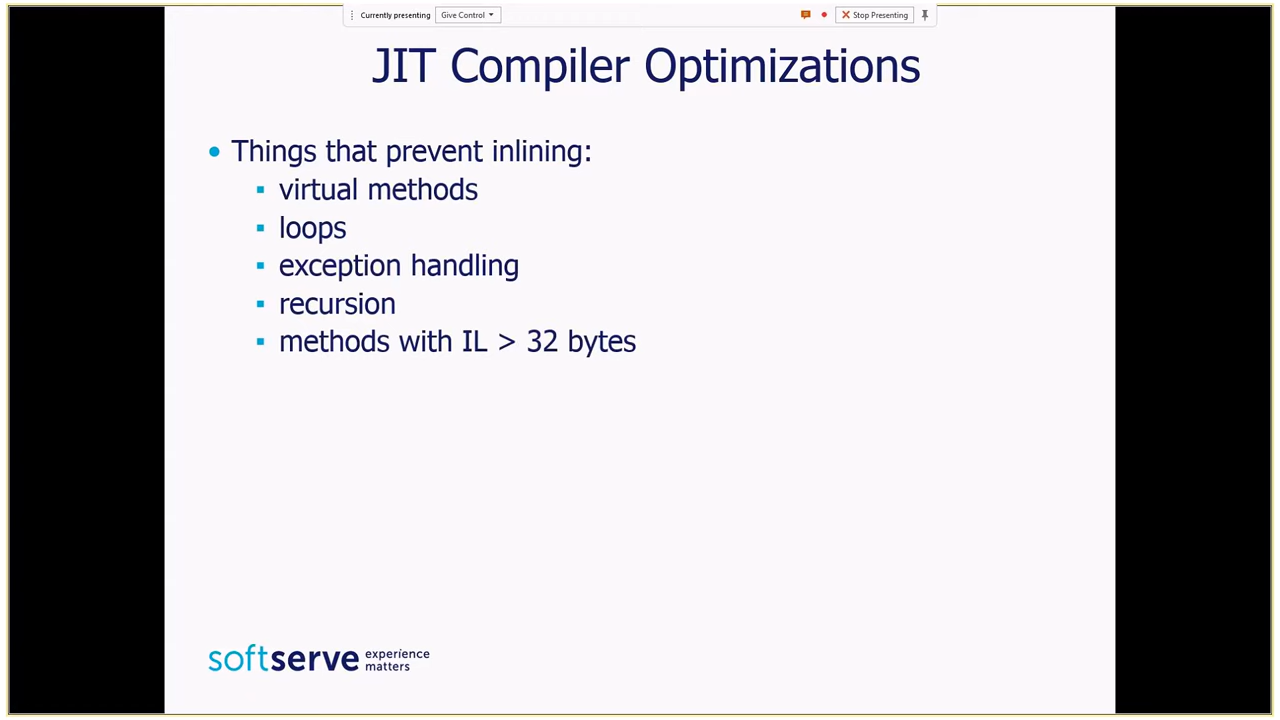 Currently presenting Give Control Stop Presenting
JIT Compiler Optimizations
• Things that prevent inlining:
▪ virtual methods
▪ loops
▪ exception handling
▪ recursion
▪ methods with IL > 32 bytes
softserve experience
matters